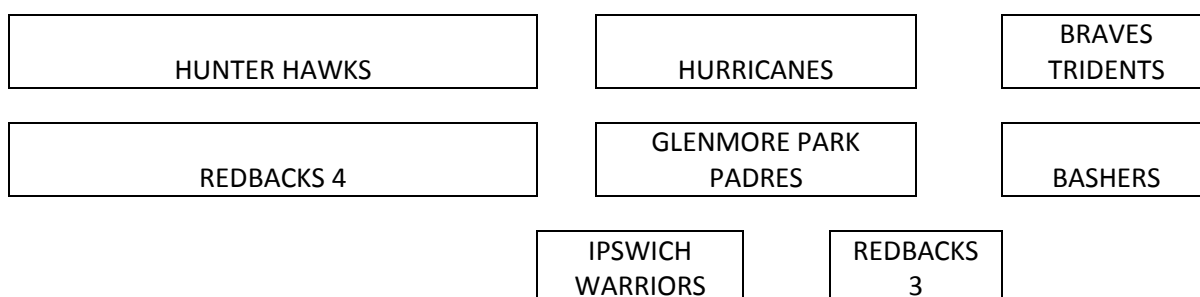 HUNTER HAWKS
HURRICANES
BRAVES
TRIDENTS
REDBACKS 4
GLENMORE PARK
PADRES
BASHERS
IPSWICH
WARRIORS
REDBACKS
3